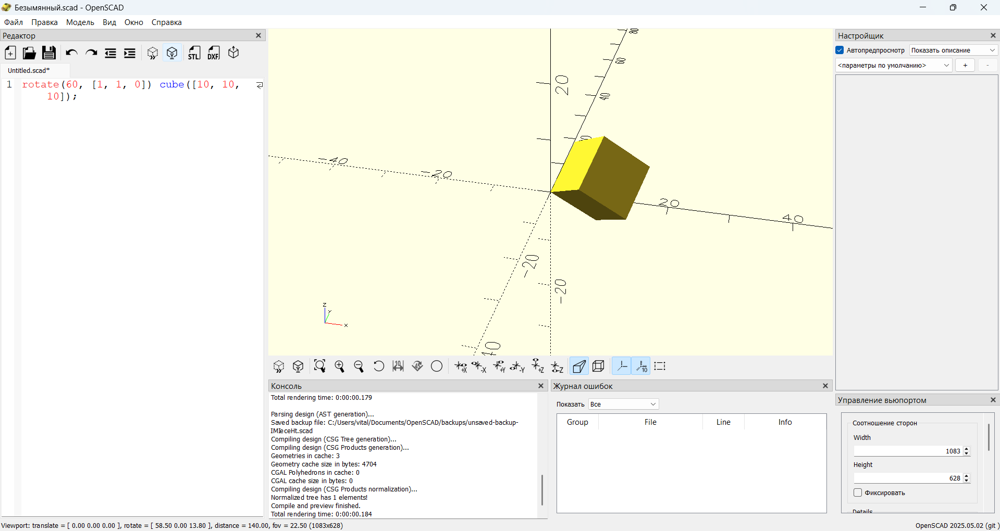 Безымянный.scad - OpenSCAD
Файл Правка Модель Вид Окно Справка
Редактор
STL DXF
Untitled.scad*
1 rotate(60, [1, 1, 0]) cube([10, 10,
10]);
80
60
40
20
-40
-20
20
40
-20
-20
z
Y
x
10
45
+X -X +Y -Y +Z -Z
10
Консоль
Total rendering time: 0:00:00.179
Parsing design (AST generation)...
Saved backup file: C:/Users/vital/Documents/OpenSCAD/backups/unsaved-backup-
IMIeceHt.scad
Compiling design (CSG Tree generation)...
Compiling design (CSG Products generation)...
Geometries in cache: 3
Geometry cache size in bytes: 4704
CGAL Polyhedrons in cache: 0
CGAL cache size in bytes: 0
Compiling design (CSG Products normalization)...
Normalized tree has 1 elements!
Compile and preview finished.
Total rendering time: 0:00:00.184
Журнал ошибок
Показать Все
Group File Line Info
Настройщик
Автопредпросмотр Показать описание
<параметры по умолчанию> + -
Управление вьюпортом
Соотношение сторон
Width
1083
Height
628
Фиксировать
Details
Viewport: translate = [ 0.00 0.00 0.00 ], rotate = [ 58.50 0.00 13.80 ], distance = 140.00, fov = 22.50 (1083x628)
OpenSCAD 2025.05.02 (git )